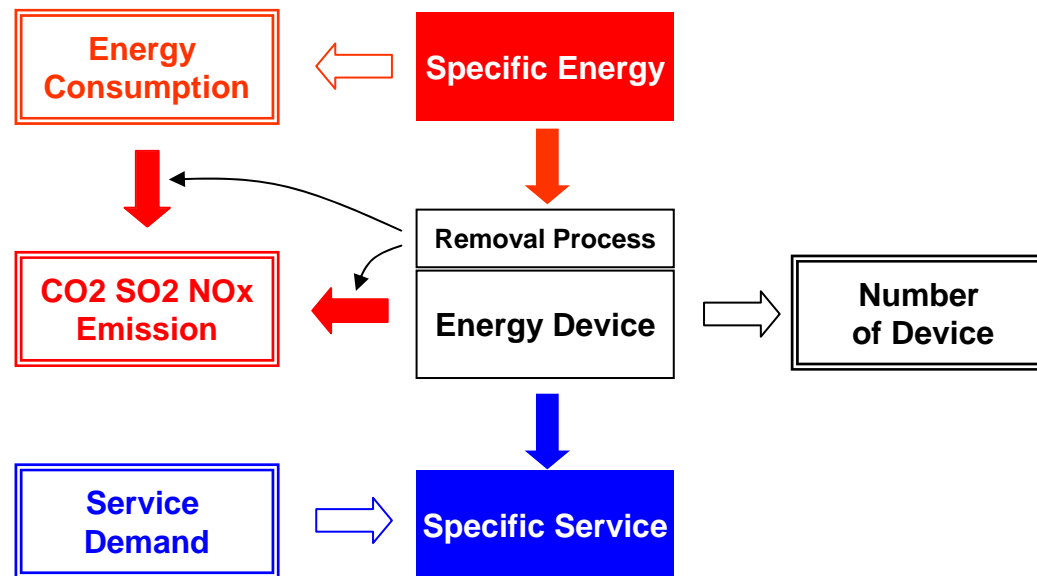 Energy
Consumption
Specific Energy
Removal Process
CO2 SO2 NOx
Emission
Energy Device
Number
of Device
Service
Demand
Specific Service